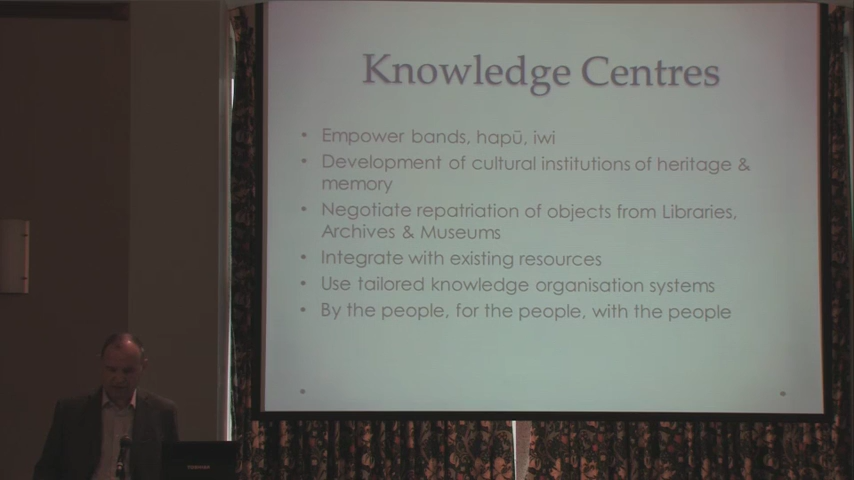 Knowledge Centres
• Empower bands, hapū, iwi
• Development of cultural institutions of heritage &
memory
• Negotiate repatriation of objects from Libraries,
Archives & Museums
• Integrate with existing resources
• Use tailored knowledge organisation systems
• By the people, for the people, with the people
TOSHIBA